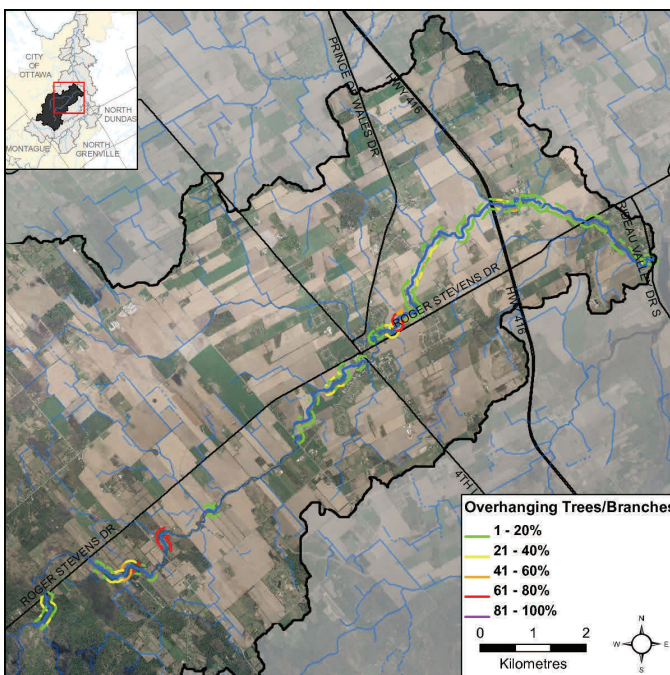 CITY OF
OTTAWA
NORTH
DUNDAS
NORTH
GRENVILLE
MONTAGUE
PRINCE OF WALES DR
HWY 416
RIDEAU VALLEY DR S
ROGER STEVENS DR
HWY 416
4TH L
ROGER STEVENS DR
Overhanging Trees/Branches
1 - 20%
21 - 40%
41 - 60%
61 - 80%
81 - 100%
0 1 2
Kilometres
N
W E
S